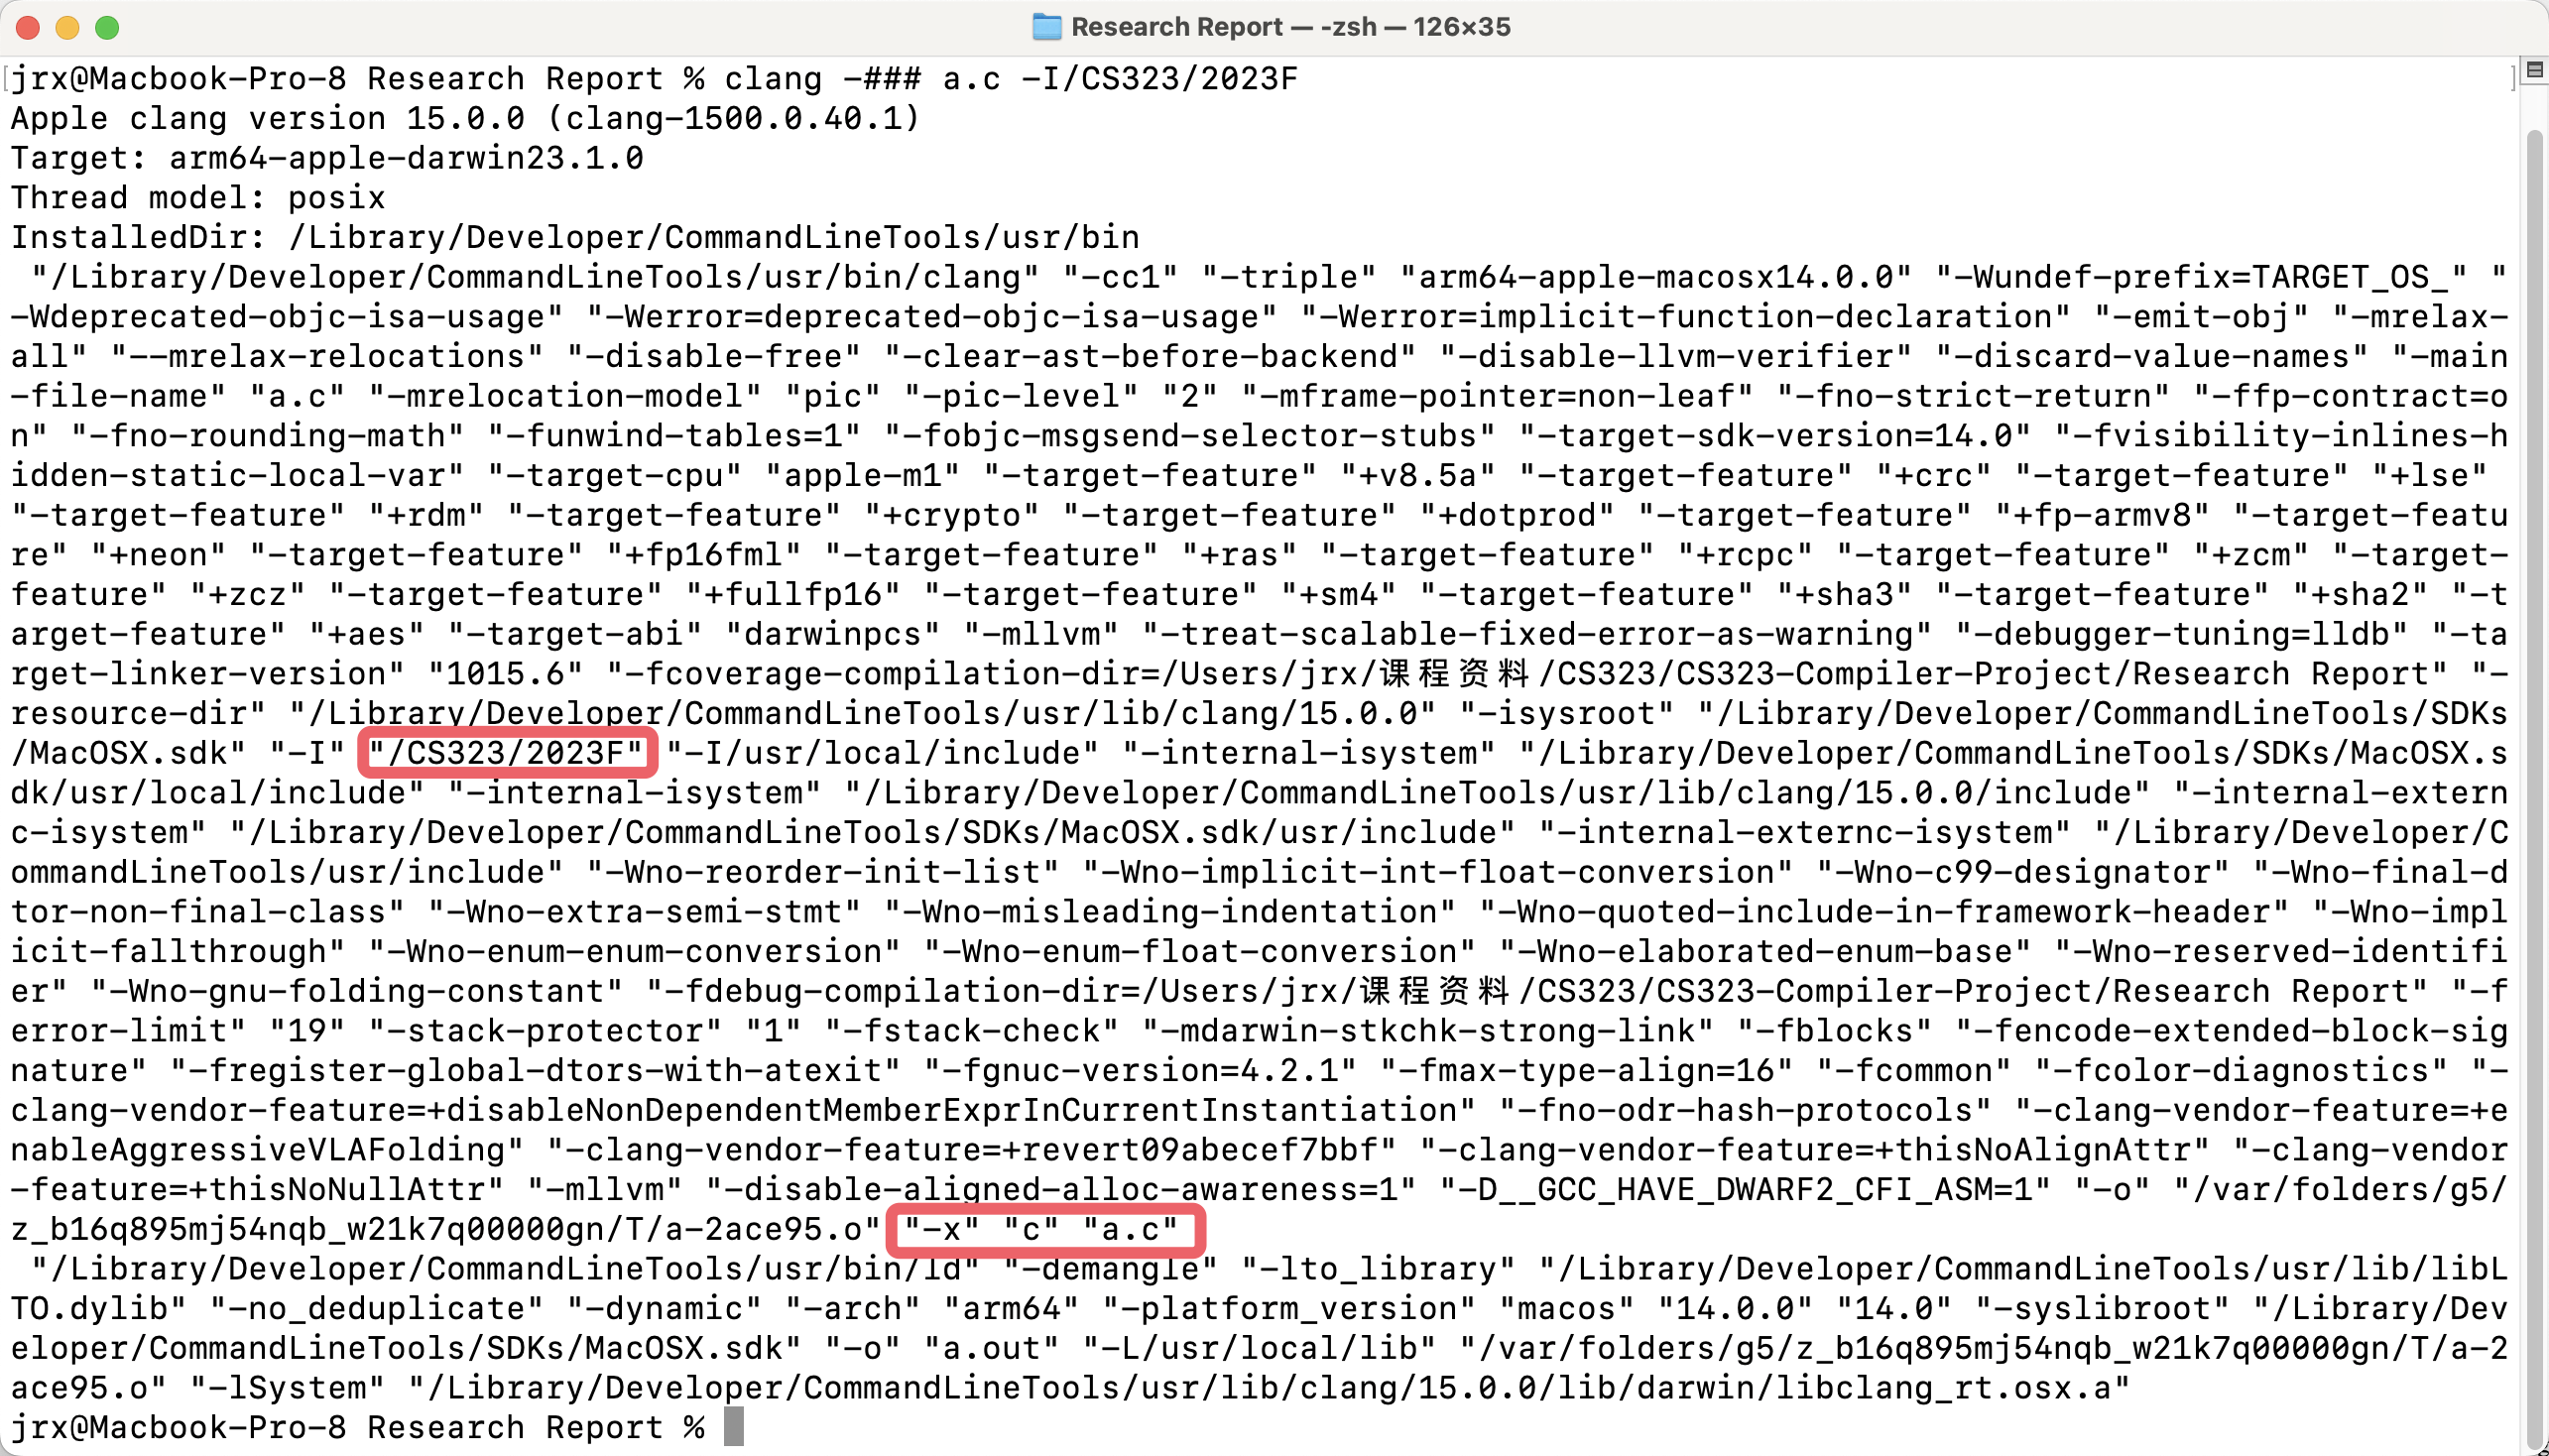 Research Report — -zsh — 126×35
jrx@Macbook-Pro-8 Research Report % clang -### a.c -I/CS323/2023F
Apple clang version 15.0.0 (clang-1500.0.40.1)
Target: arm64-apple-darwin23.1.0
Thread model: posix
InstalledDir: /Library/Developer/CommandLineTools/usr/bin
 "/Library/Developer/CommandLineTools/usr/bin/clang" "-cc1" "-triple" "arm64-apple-macosx14.0.0" "-Wundef-prefix=TARGET_OS_" "
-Wdeprecated-objc-isa-usage" "-Werror=deprecated-objc-isa-usage" "-Werror=implicit-function-declaration" "-emit-obj" "-mrelax-
all" "--mrelax-relocations" "-disable-free" "-clear-ast-before-backend" "-disable-llvm-verifier" "-discard-value-names" "-main
-file-name" "a.c" "-mrelocation-model" "pic" "-pic-level" "2" "-mframe-pointer=non-leaf" "-fno-strict-return" "-ffp-contract=o
n" "-fno-rounding-math" "-funwind-tables=1" "-fobjc-msgsend-selector-stubs" "-target-sdk-version=14.0" "-fvisibility-inlines-h
idden-static-local-var" "-target-cpu" "apple-m1" "-target-feature" "+v8.5a" "-target-feature" "+crc" "-target-feature" "+lse"
"-target-feature" "+rdm" "-target-feature" "+crypto" "-target-feature" "+dotprod" "-target-feature" "+fp-armv8" "-target-featu
re" "+neon" "-target-feature" "+fp16fml" "-target-feature" "+ras" "-target-feature" "+rcpc" "-target-feature" "+zcm" "-target-
feature" "+zcz" "-target-feature" "+fullfp16" "-target-feature" "+sm4" "-target-feature" "+sha3" "-target-feature" "+sha2" "-t
arget-feature" "+aes" "-target-abi" "darwinpcs" "-mllvm" "-treat-scalable-fixed-error-as-warning" "-debugger-tuning=lldb" "-ta
rget-linker-version" "1015.6" "-fcoverage-compilation-dir=/Users/jrx/课程资料/CS323/CS323-Compiler-Project/Research Report" "-
resource-dir" "/Library/Developer/CommandLineTools/usr/lib/clang/15.0.0" "-isysroot" "/Library/Developer/CommandLineTools/SDKs
/MacOSX.sdk" "-I" "/CS323/2023F" "-I/usr/local/include" "-internal-isystem" "/Library/Developer/CommandLineTools/SDKs/MacOSX.s
dk/usr/local/include" "-internal-isystem" "/Library/Developer/CommandLineTools/usr/lib/clang/15.0.0/include" "-internal-extern
c-isystem" "/Library/Developer/CommandLineTools/SDKs/MacOSX.sdk/usr/include" "-internal-externc-isystem" "/Library/Developer/C
ommandLineTools/usr/include" "-Wno-reorder-init-list" "-Wno-implicit-int-float-conversion" "-Wno-c99-designator" "-Wno-final-d
tor-non-final-class" "-Wno-extra-semi-stmt" "-Wno-misleading-indentation" "-Wno-quoted-include-in-framework-header" "-Wno-impl
icit-fallthrough" "-Wno-enum-enum-conversion" "-Wno-enum-float-conversion" "-Wno-elaborated-enum-base" "-Wno-reserved-identifi
er" "-Wno-gnu-folding-constant" "-fdebug-compilation-dir=/Users/jrx/课程资料/CS323/CS323-Compiler-Project/Research Report" "-f
error-limit" "19" "-stack-protector" "1" "-fstack-check" "-mdarwin-stkchk-strong-link" "-fblocks" "-fencode-extended-block-sig
nature" "-fregister-global-dtors-with-atexit" "-fgnuc-version=4.2.1" "-fmax-type-align=16" "-fcommon" "-fcolor-diagnostics" "-
clang-vendor-feature=+disableNonDependentMemberExprInCurrentInstantiation" "-fno-odr-hash-protocols" "-clang-vendor-feature=+e
nableAggressiveVLAFolding" "-clang-vendor-feature=+revert09abecef7bbf" "-clang-vendor-feature=+thisNoAlignAttr" "-clang-vendor
-feature=+thisNoNullAttr" "-mllvm" "-disable-aligned-alloc-awareness=1" "-D__GCC_HAVE_DWARF2_CFI_ASM=1" "-o" "/var/folders/g5/
z_b16q895mj54nqb_w21k7q00000gn/T/a-2ace95.o" "-x" "c" "a.c"
 "/Library/Developer/CommandLineTools/usr/bin/ld" "-demangle" "-lto_library" "/Library/Developer/CommandLineTools/usr/lib/libL
TO.dylib" "-no_deduplicate" "-dynamic" "-arch" "arm64" "-platform_version" "macos" "14.0.0" "14.0" "-syslibroot" "/Library/Dev
eloper/CommandLineTools/SDKs/MacOSX.sdk" "-o" "a.out" "-L/usr/local/lib" "/var/folders/g5/z_b16q895mj54nqb_w21k7q00000gn/T/a-2
ace95.o" "-lSystem" "/Library/Developer/CommandLineTools/usr/lib/clang/15.0.0/lib/darwin/libclang_rt.osx.a"
jrx@Macbook-Pro-8 Research Report %